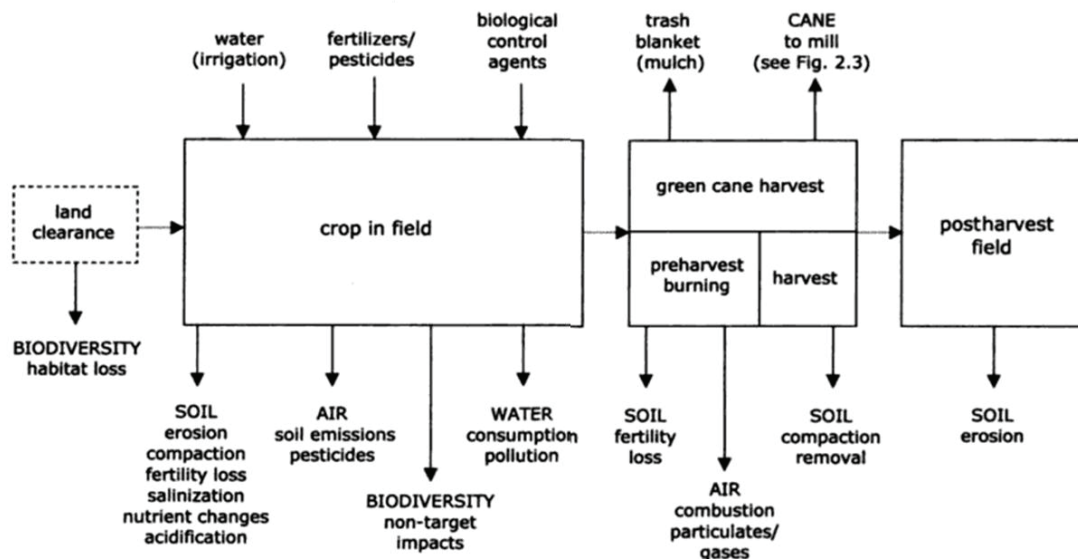 water
(irrigation)
fertilizers/
pesticides
biological
control
agents
trash
blanket
(mulch)
CANE
to mill
(see Fig. 2.3)
land
clearance
crop in field
green cane harvest
preharvest
burning
harvest
postharvest
field
BIODIVERSITY
habitat loss
SOIL
erosion
compaction
fertility loss
salinization
nutrient changes
acidification
AIR
soil emissions
pesticides
BIODIVERSITY
non-target
impacts
WATER
consumption
pollution
SOIL
fertility
loss
AIR
combustion
particulates/
gases
SOIL
compaction
removal
SOIL
erosion